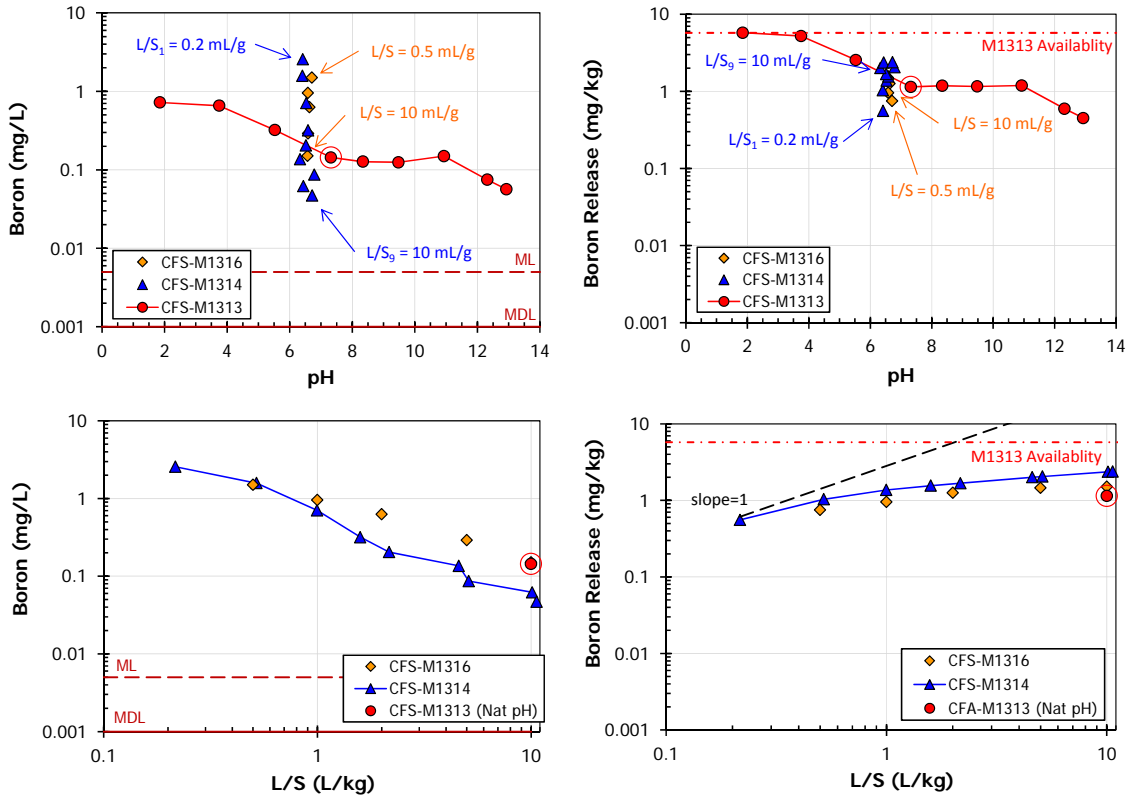 10
1
0.1
0.01
0.001
Boron (mg/L)
L/S1 = 0.2 mL/g
L/S = 0.5 mL/g
L/S = 10 mL/g
L/S9 = 10 mL/g
ML
MDL
CFS-M1316
CFS-M1314
CFS-M1313
0 2 4 6 8 10 12 14
pH
10
1
0.1
0.01
0.001
Boron Release (mg/kg)
M1313 Availablity
L/S9 = 10 mL/g
L/S = 10 mL/g
L/S1 = 0.2 mL/g
L/S = 0.5 mL/g
CFS-M1316
CFS-M1314
CFS-M1313
0 2 4 6 8 10 12 14
pH
10
1
0.1
0.01
0.001
Boron (mg/L)
ML
MDL
CFS-M1316
CFS-M1314
CFS-M1313 (Nat pH)
0.1 1 10
L/S (L/kg)
10
1
0.1
0.01
0.001
Boron Release (mg/kg)
M1313 Availablity
slope=1
CFS-M1316
CFS-M1314
CFA-M1313 (Nat pH)
0.1 1 10
L/S (L/kg)